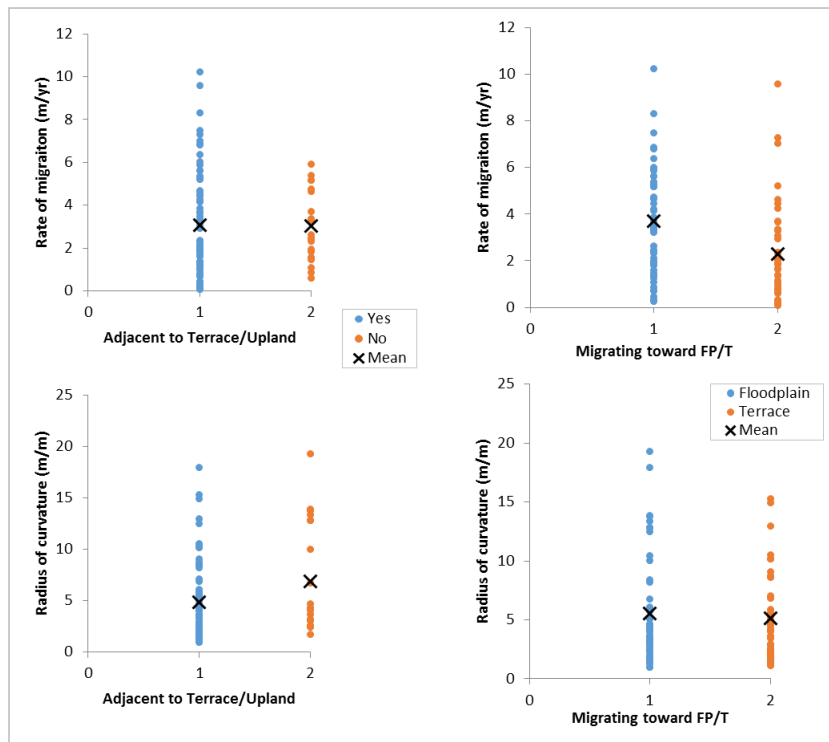 Rate of migraiton (m/yr)
12
10
8
6
4
2
0
0
1
2
Adjacent to Terrace/Upland
Yes
No
Mean
Rate of migration (m/yr)
12
10
8
6
4
2
0
0
1
2
Migrating toward FP/T
Radius of curvature (m/m)
25
20
15
10
5
0
0
1
2
Adjacent to Terrace/Upland
Radius of curvature (m/m)
25
20
15
10
5
0
0
1
2
Migrating toward FP/T
Floodplain
Terrace
Mean